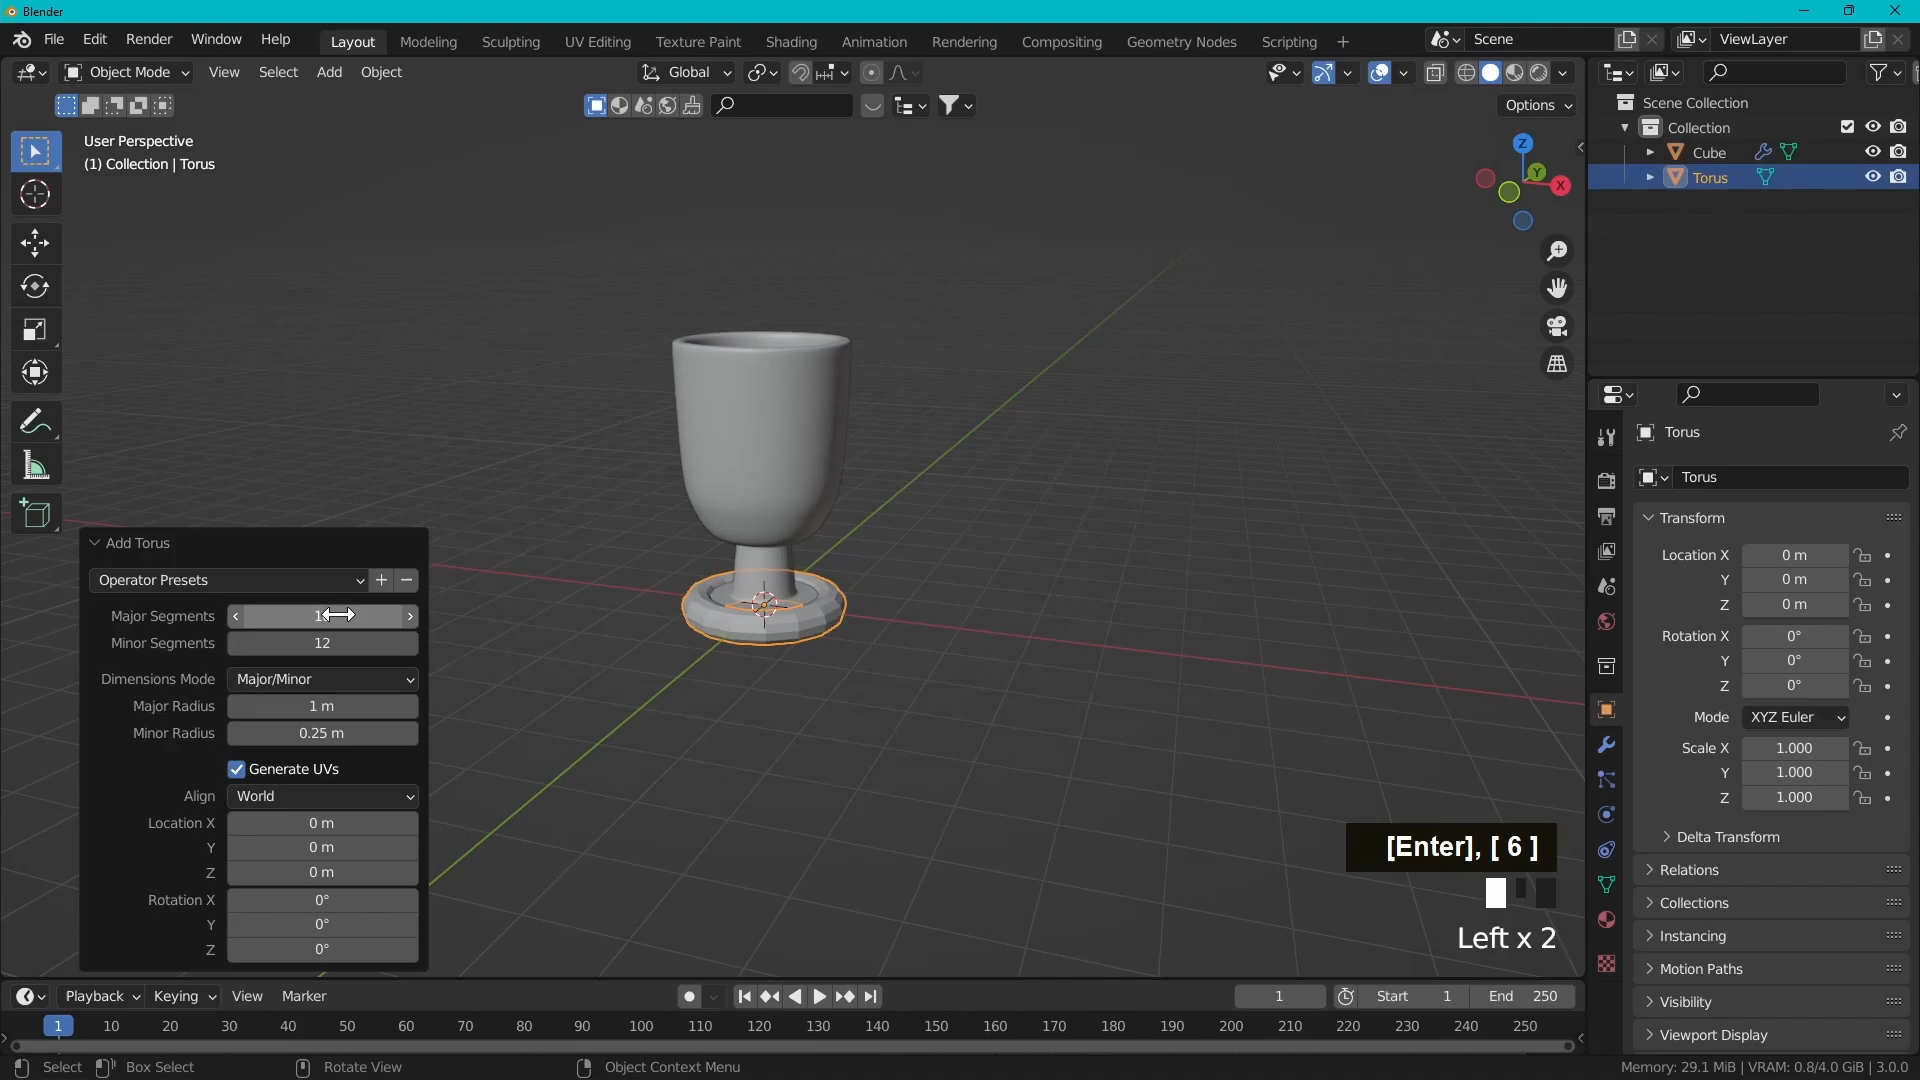 Blender
File Edit Render Window Help Layout Modeling Sculpting UV Editing Texture Paint Shading Animation Rendering Compositing Geometry Nodes Scripting + Scene ViewLayer
Object Mode View Select Add Object Global
Options
User Perspective
(1) Collection | Torus
Z
Y
X
Scene Collection
Collection
Cube
Torus
Add Torus
Operator Presets + −
Major Segments
Minor Segments 12
Dimensions Mode Major/Minor
Major Radius 1 m
Minor Radius 0.25 m
Generate UVs
Align World
Location X 0 m
Y 0 m
Z 0 m
Rotation X 0°
Y 0°
Z 0°
[Enter], [ 6 ]
Left x 2
Torus
Torus
Transform
Location X 0 m
Y 0 m
Z 0 m
Rotation X 0°
Y 0°
Z 0°
Mode XYZ Euler
Scale X 1.000
Y 1.000
Z 1.000
Delta Transform
Relations
Collections
Instancing
Motion Paths
Visibility
Viewport Display
Playback Keying View Marker 1 Start 1 End 250
1 10 20 30 40 50 60 70 80 90 100 110 120 130 140 150 160 170 180 190 200 210 220 230 240 250
Select Box Select Rotate View Object Context Menu Memory: 29.1 MiB | VRAM: 0.8/4.0 GiB | 3.0.0